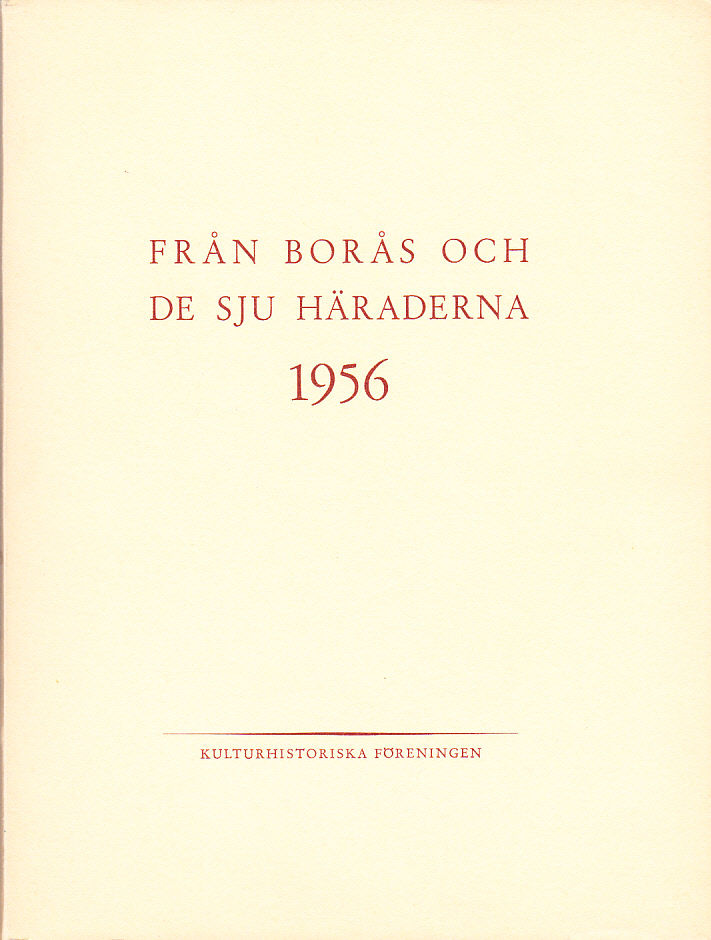 FRÅN BORÅS OCH
DE SJU HÄRADERNA
1956
KULTURHISTORISKA FÖRENINGEN